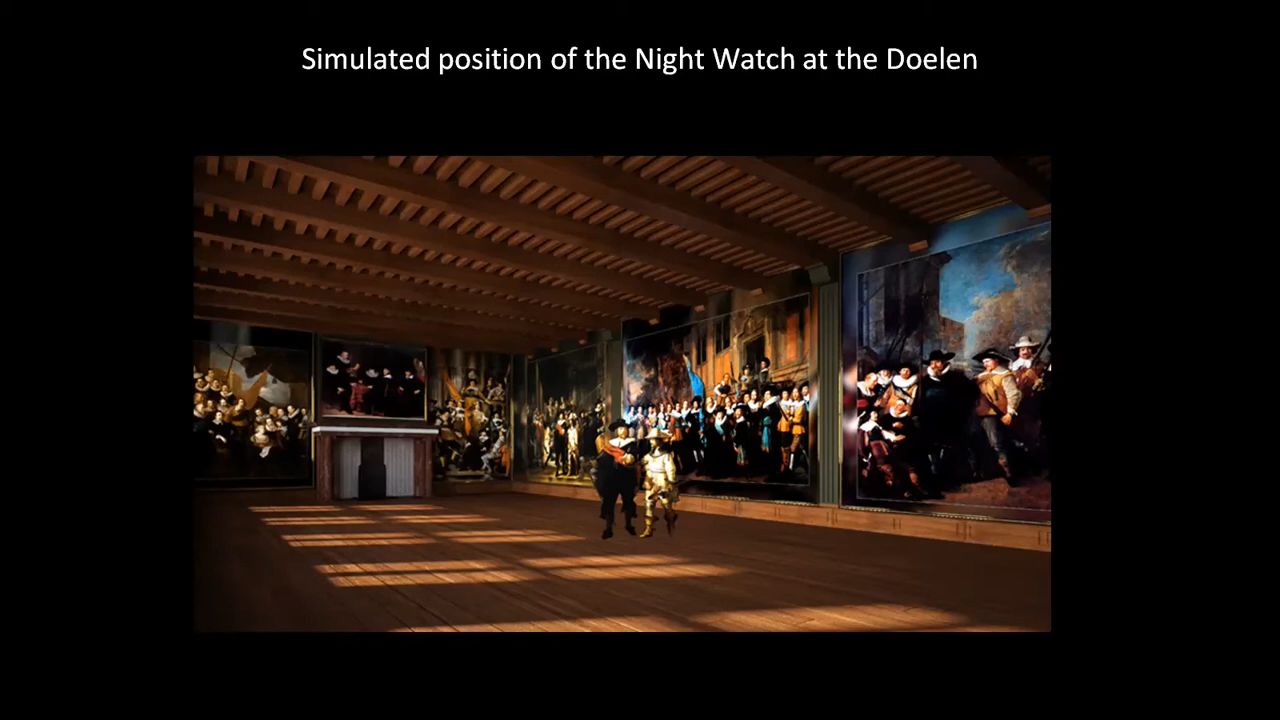 Simulated position of the Night Watch at the Doelen